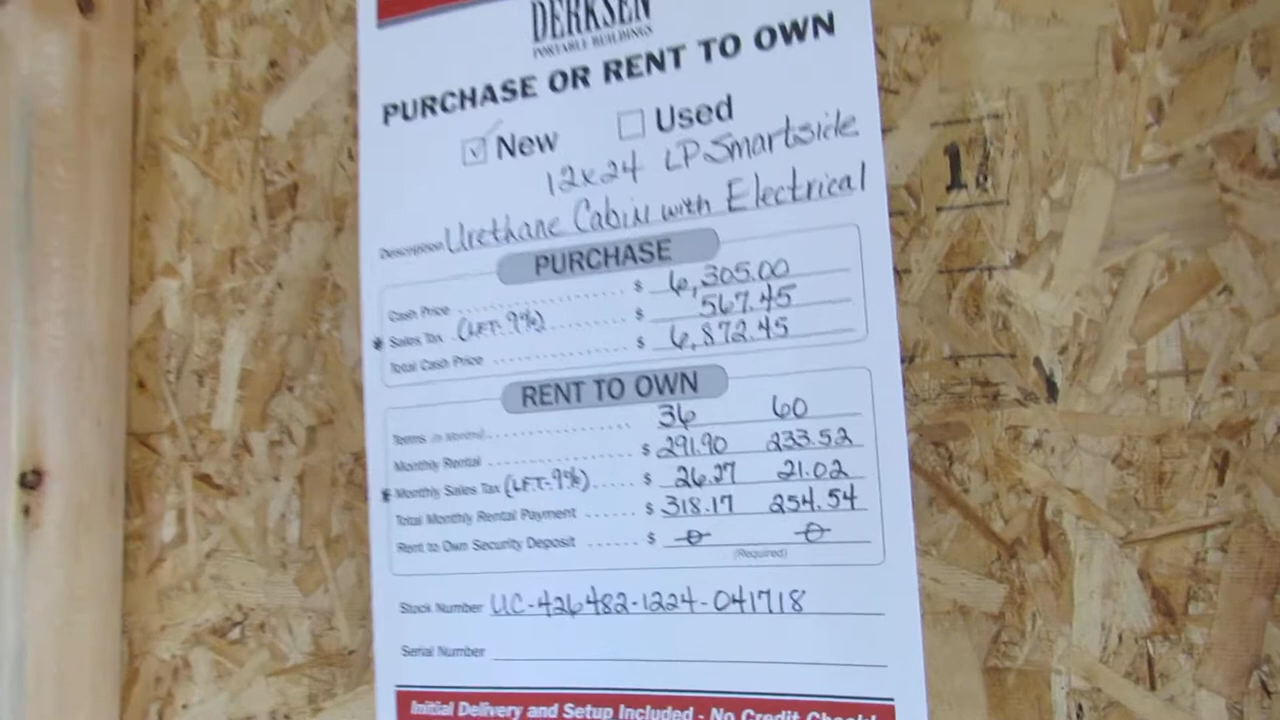 DERKSEN
PORTABLE BUILDINGS
PURCHASE OR RENT TO OWN
☑ New ☐ Used
12x24 LP Smartside
Description Urethane Cabin with Electrical
PURCHASE
Cash Price $ 6,305.00
* Sales Tax (LFT-9%) $ 567.45
Total Cash Price $ 6,872.45
RENT TO OWN
Terms (in Months) 36 60
Monthly Rental $ 291.90 233.52
* Monthly Sales Tax (LFT-9%) $ 26.27 21.02
Total Monthly Rental Payment $ 318.17 254.54
Rent to Own Security Deposit $ 0 0
(Required)
Stock Number UC-426482-1224-041718
Serial Number
Initial Delivery and Setup Included - No Credit Check!